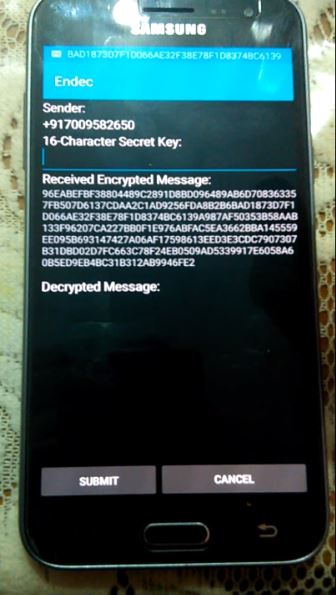 SAMSUNG
BAD1873D7F1D066AE32F38E78F1D8374BC6139
Endec
Sender:
+917009582650
16-Character Secret Key:
Received Encrypted Message:
96EABEFBF38804489C2891D8BD096489AB6D70836335
7FB507D6137CDAA2C1AD9256FDA8B2B6BAD1873D7F1
D066AE32F38E78F1D8374BC6139A987AF50353B58AAB
133F96207CA227BB0F1E976ABFAC5EA3662BBA145559
EE095B693147427A06AF17598613EED3E3CDC7907307
B31DBD02D7FC663C78F24EB0509AD5339917E6058A6
0B5ED9EB4BC31B312AB9946FE2
Decrypted Message:
SUBMIT
CANCEL